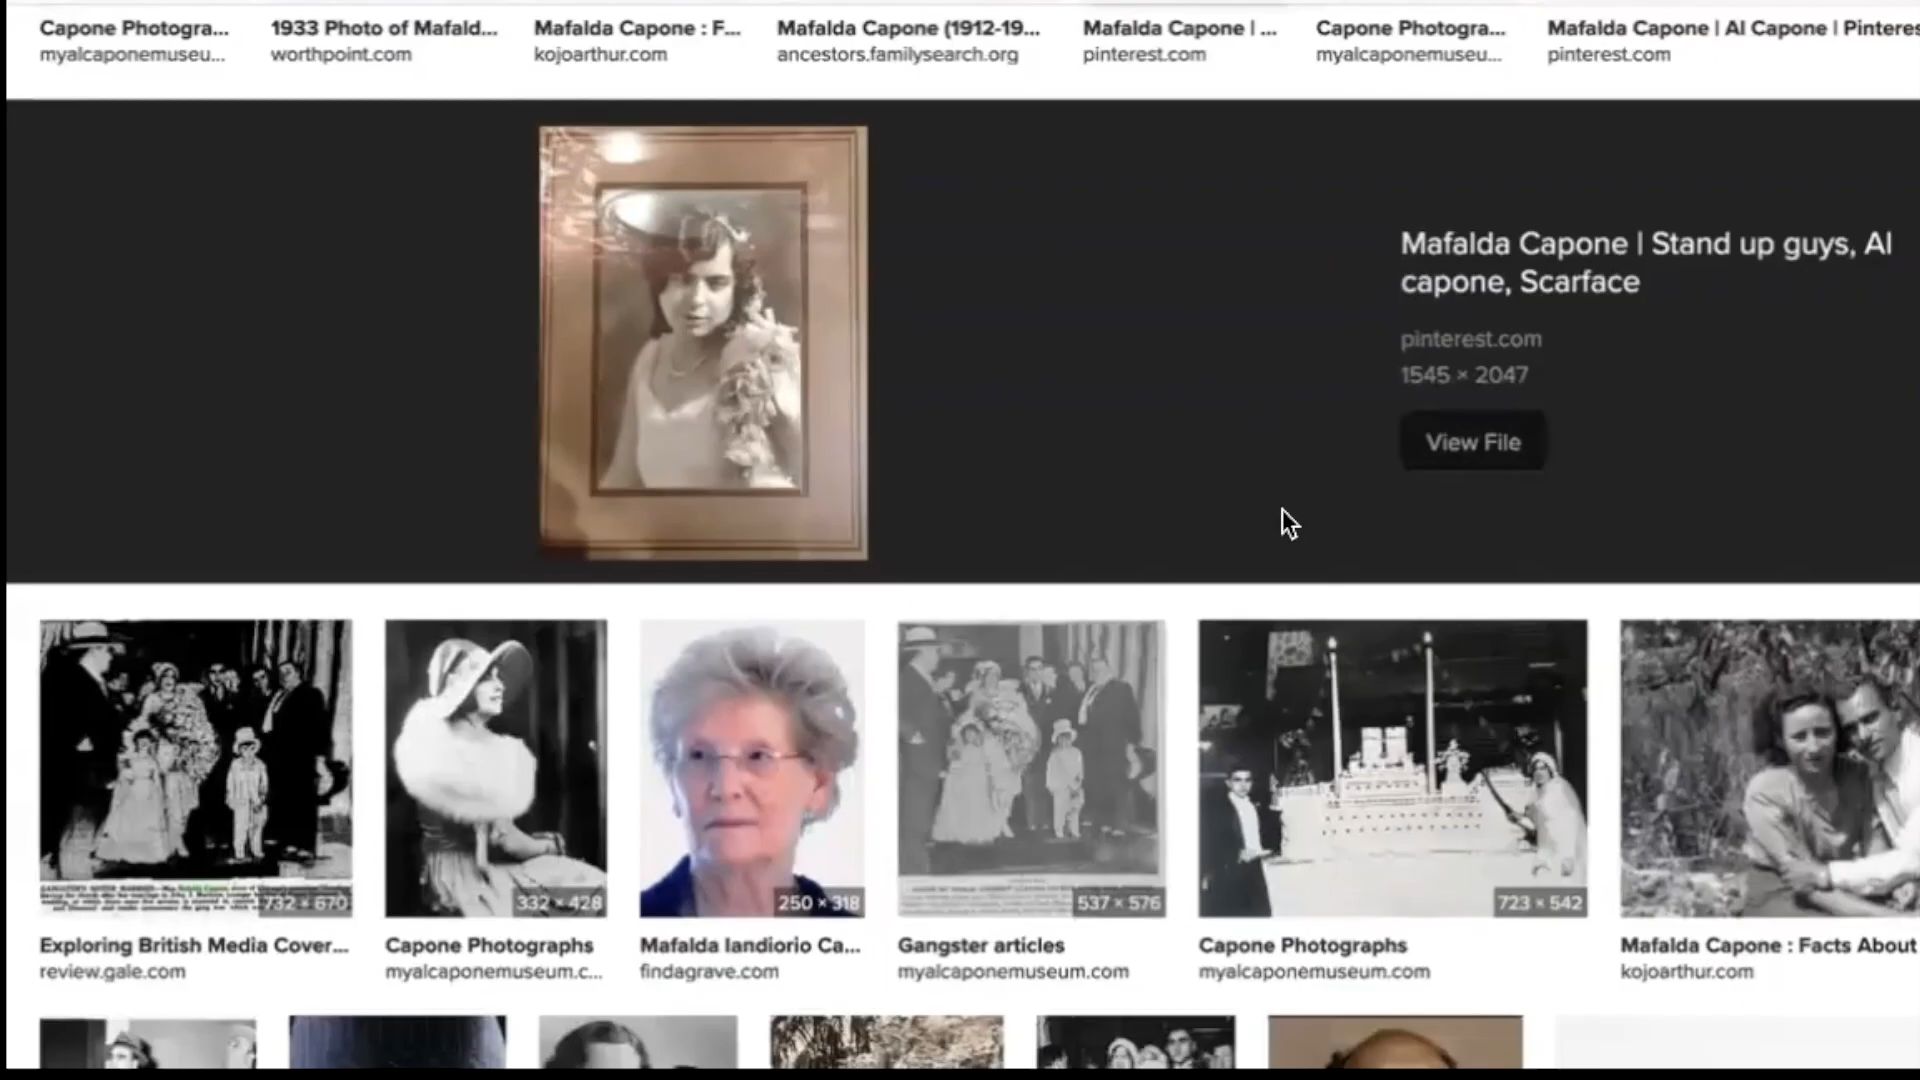 Capone Photogra...
myalcaponemuseu...
1933 Photo of Mafald...
worthpoint.com
Mafalda Capone : F...
kojoarthur.com
Mafalda Capone (1912-19...
ancestors.familysearch.org
Mafalda Capone | ...
pinterest.com
Capone Photogra...
myalcaponemuseu...
Mafalda Capone | Al Capone | Pinteres
pinterest.com
Mafalda Capone | Stand up guys, Al
capone, Scarface
pinterest.com
1545 × 2047
View File
732 × 670
Exploring British Media Cover...
review.gale.com
332 × 428
Capone Photographs
myalcaponemuseum.c...
250 × 318
Mafalda Iandiorio Ca...
findagrave.com
537 × 576
Gangster articles
myalcaponemuseum.com
723 × 542
Capone Photographs
myalcaponemuseum.com
Mafalda Capone : Facts About
kojoarthur.com